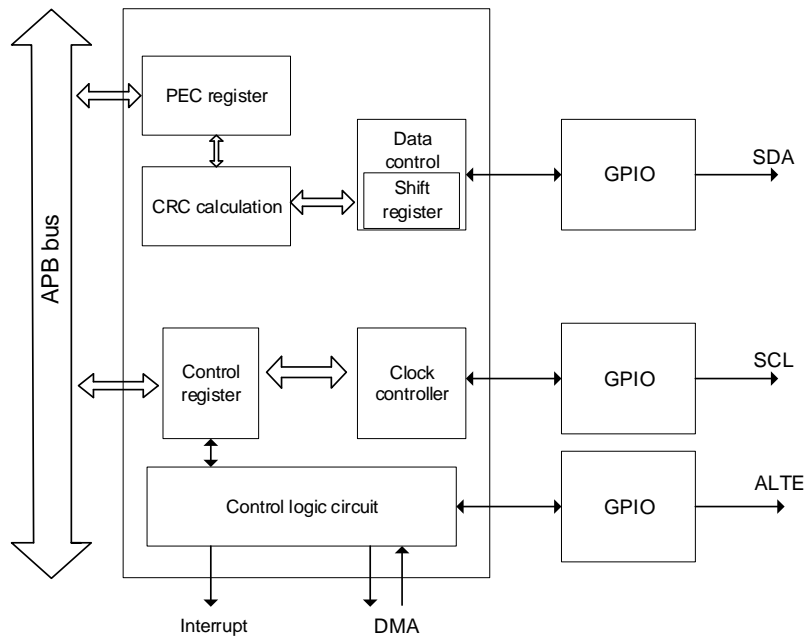 PEC register
CRC calculation
Data
control
Shift
register
GPIO
SDA
APB bus
Control
register
Clock
controller
GPIO
SCL
Control logic circuit
GPIO
ALTE
Interrupt
DMA